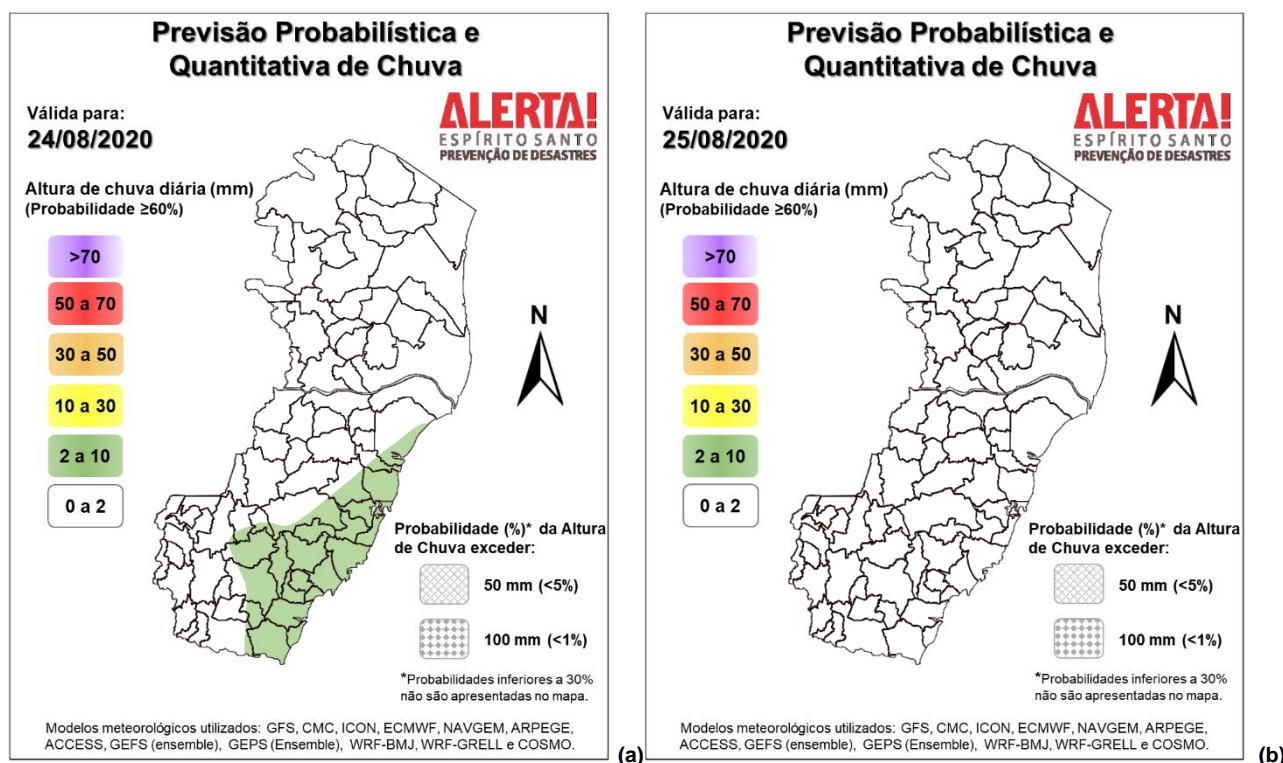 Previsão Probabilística e
Quantitativa de Chuva
Válida para:
24/08/2020
ALERTA!
ESPÍRITO SANTO
PREVENÇÃO DE DESASTRES
Altura de chuva diária (mm)
(Probabilidade ≥60%)
>70
50 a 70
30 a 50
10 a 30
2 a 10
0 a 2
N
Probabilidade (%)* da Altura
de Chuva exceder:
50 mm (<5%)
100 mm (<1%)
*Probabilidades inferiores a 30%
não são apresentadas no mapa.
Modelos meteorológicos utilizados: GFS, CMC, ICON, ECMWF, NAVGEM, ARPEGE,
ACCESS, GEFS (ensemble), GEPS (Ensemble), WRF-BMJ, WRF-GRELL e COSMO.
(a)
Previsão Probabilística e
Quantitativa de Chuva
Válida para:
25/08/2020
ALERTA!
ESPÍRITO SANTO
PREVENÇÃO DE DESASTRES
Altura de chuva diária (mm)
(Probabilidade ≥60%)
>70
50 a 70
30 a 50
10 a 30
2 a 10
0 a 2
N
Probabilidade (%)* da Altura
de Chuva exceder:
50 mm (<5%)
100 mm (<1%)
*Probabilidades inferiores a 30%
não são apresentadas no mapa.
Modelos meteorológicos utilizados: GFS, CMC, ICON, ECMWF, NAVGEM, ARPEGE,
ACCESS, GEFS (ensemble), GEPS (Ensemble), WRF-BMJ, WRF-GRELL e COSMO.
(b)